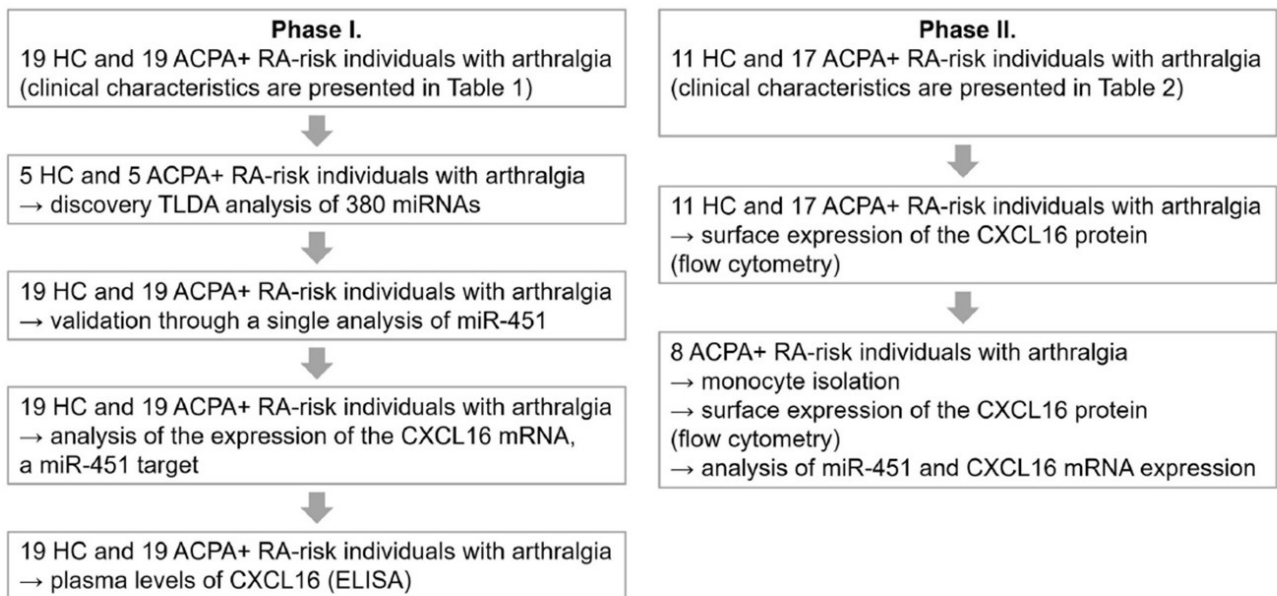 Phase I.
19 HC and 19 ACPA+ RA-risk individuals with arthralgia
(clinical characteristics are presented in Table 1)
5 HC and 5 ACPA+ RA-risk individuals with arthralgia
→ discovery TLDA analysis of 380 miRNAs
19 HC and 19 ACPA+ RA-risk individuals with arthralgia
→ validation through a single analysis of miR-451
19 HC and 19 ACPA+ RA-risk individuals with arthralgia
→ analysis of the expression of the CXCL16 mRNA,
a miR-451 target
19 HC and 19 ACPA+ RA-risk individuals with arthralgia
→ plasma levels of CXCL16 (ELISA)
Phase II.
11 HC and 17 ACPA+ RA-risk individuals with arthralgia
(clinical characteristics are presented in Table 2)
11 HC and 17 ACPA+ RA-risk individuals with arthralgia
→ surface expression of the CXCL16 protein
(flow cytometry)
8 ACPA+ RA-risk individuals with arthralgia
→ monocyte isolation
→ surface expression of the CXCL16 protein
(flow cytometry)
→ analysis of miR-451 and CXCL16 mRNA expression